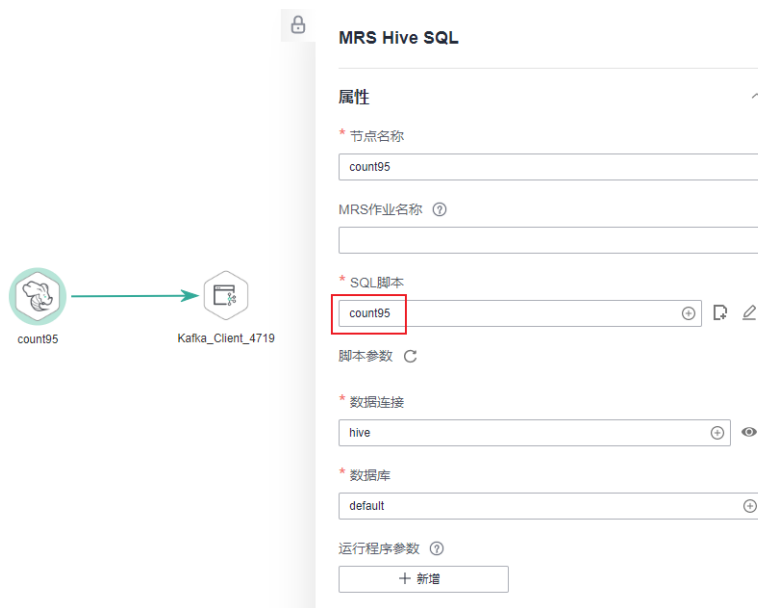 MRS Hive SQL
属性
* 节点名称
count95
MRS作业名称
* SQL脚本
count95
脚本参数
* 数据连接
hive
* 数据库
default
运行程序参数
+ 新增
count95
Kafka_Client_4719